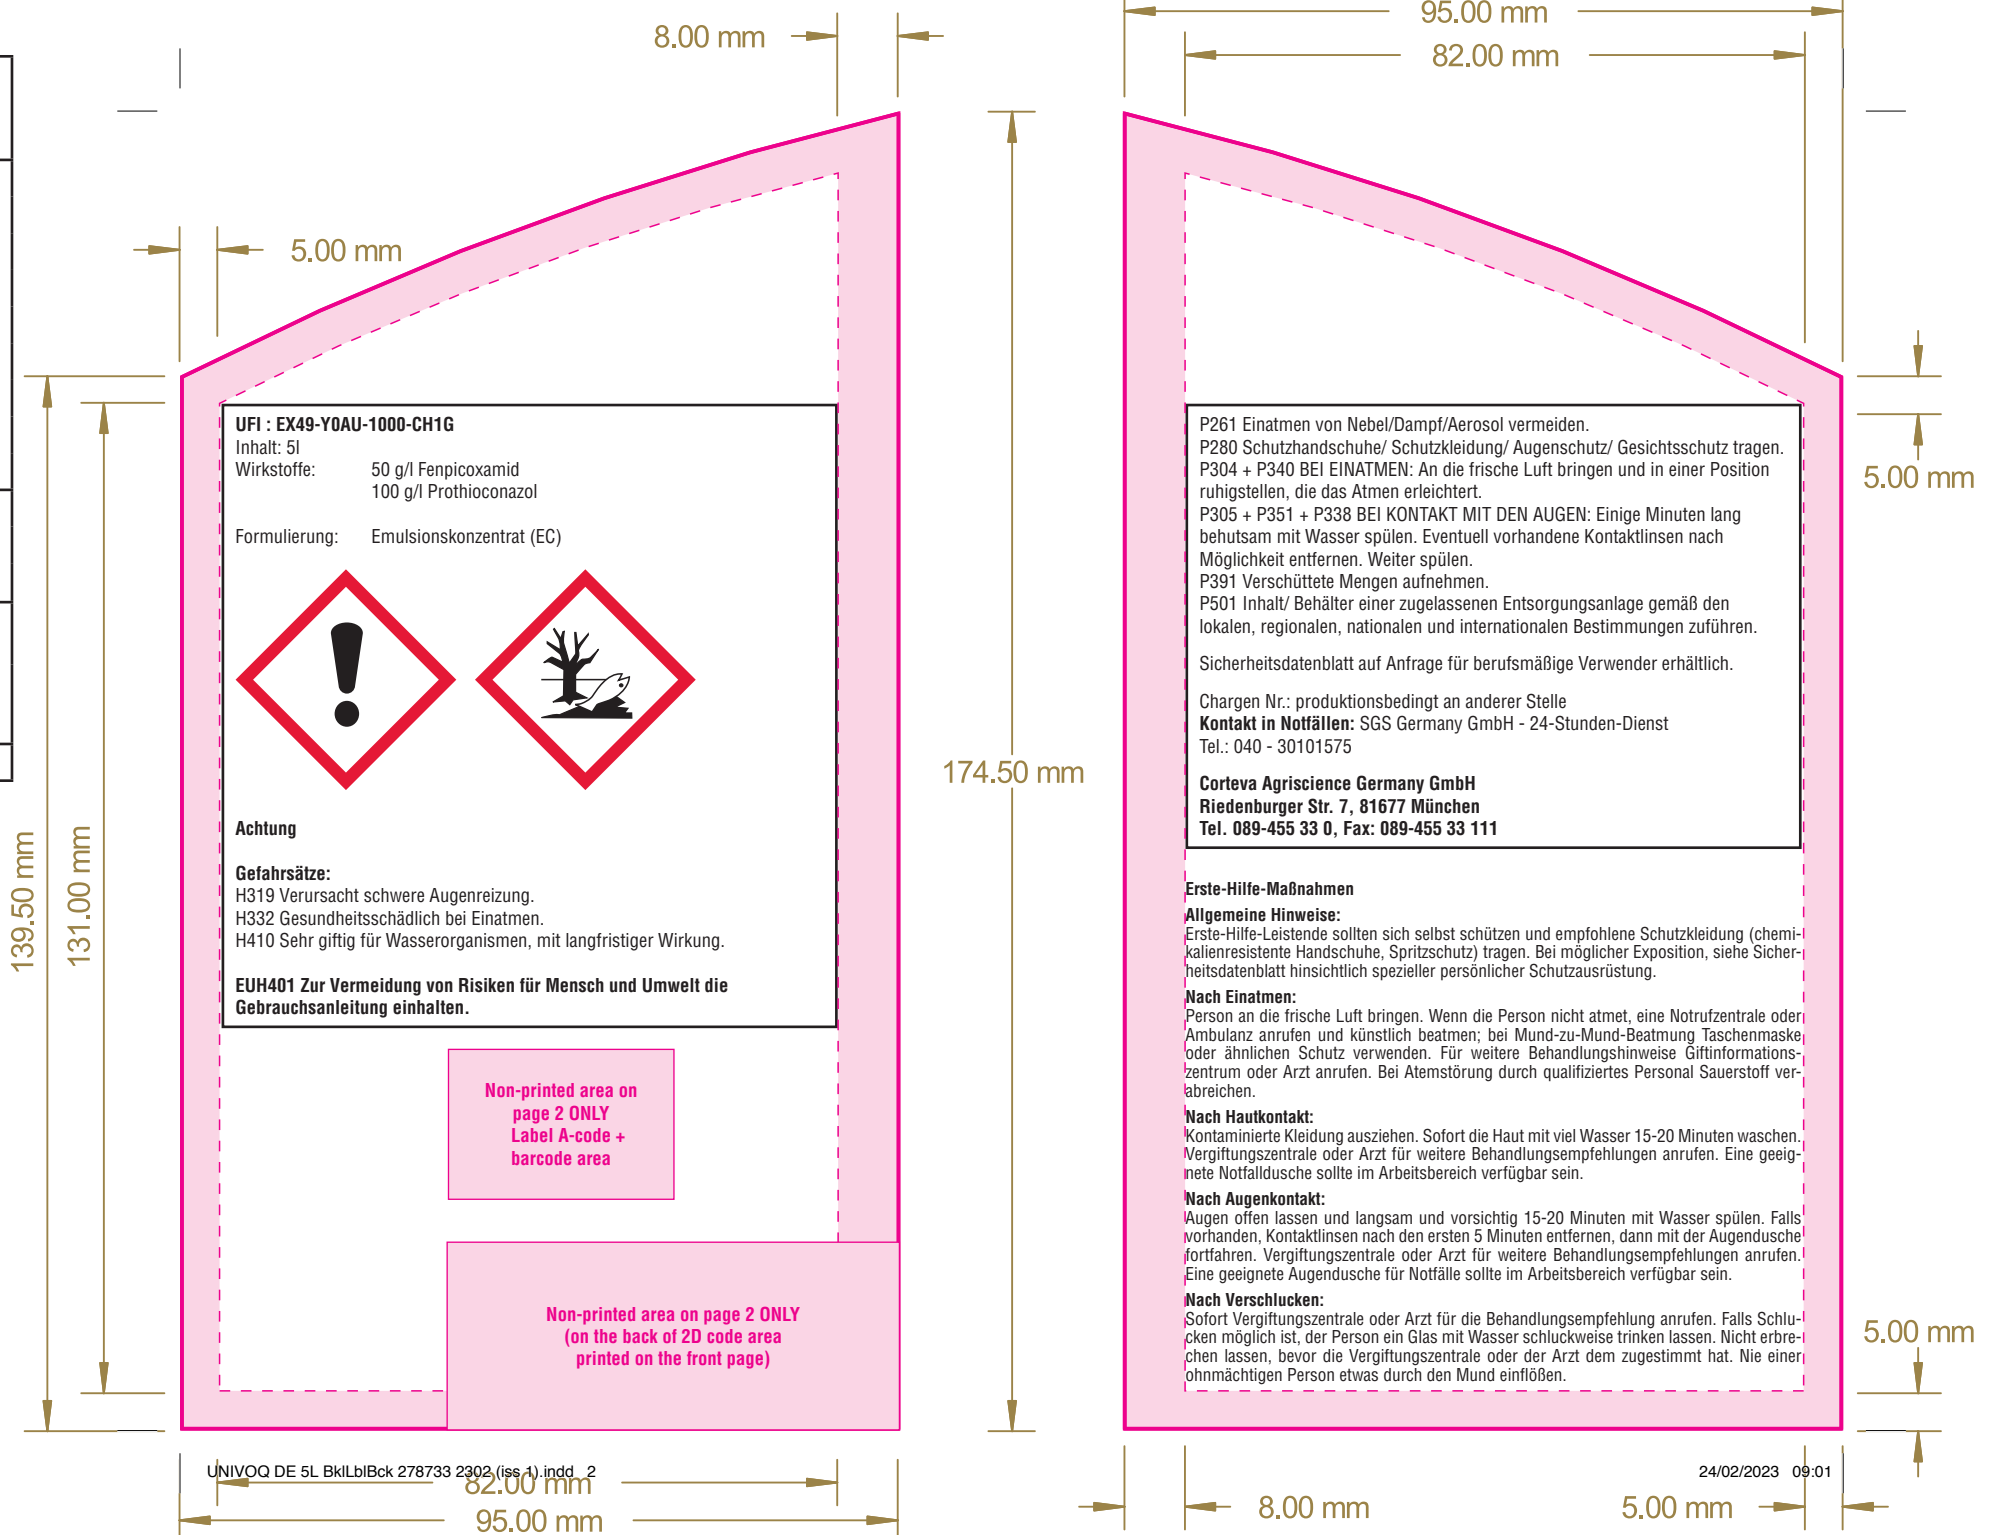 8.00 mm
95.00 mm
82.00 mm
5.00 mm
139.50 mm
131.00 mm
UFI : EX49-Y0AU-1000-CH1G
Inhalt: 5l
Wirkstoffe: 50 g/l Fenpicoxamid
100 g/l Prothioconazol
Formulierung: Emulsionskonzentrat (EC)
Achtung
Gefahrsätze:
H319 Verursacht schwere Augenreizung.
H332 Gesundheitsschädlich bei Einatmen.
H410 Sehr giftig für Wasserorganismen, mit langfristiger Wirkung.
EUH401 Zur Vermeidung von Risiken für Mensch und Umwelt die
Gebrauchsanleitung einhalten.
Non-printed area on
page 2 ONLY
Label A-code +
barcode area
Non-printed area on page 2 ONLY
(on the back of 2D code area
printed on the front page)
174.50 mm
P261 Einatmen von Nebel/Dampf/Aerosol vermeiden.
P280 Schutzhandschuhe/ Schutzkleidung/ Augenschutz/ Gesichtsschutz tragen.
P304 + P340 BEI EINATMEN: An die frische Luft bringen und in einer Position
ruhigstellen, die das Atmen erleichtert.
P305 + P351 + P338 BEI KONTAKT MIT DEN AUGEN: Einige Minuten lang
behutsam mit Wasser spülen. Eventuell vorhandene Kontaktlinsen nach
Möglichkeit entfernen. Weiter spülen.
P391 Verschüttete Mengen aufnehmen.
P501 Inhalt/ Behälter einer zugelassenen Entsorgungsanlage gemäß den
lokalen, regionalen, nationalen und internationalen Bestimmungen zuführen.
Sicherheitsdatenblatt auf Anfrage für berufsmäßige Verwender erhältlich.
Chargen Nr.: produktionsbedingt an anderer Stelle
Kontakt in Notfällen: SGS Germany GmbH - 24-Stunden-Dienst
Tel.: 040 - 30101575
Corteva Agriscience Germany GmbH
Riedenburger Str. 7, 81677 München
Tel. 089-455 33 0, Fax: 089-455 33 111
5.00 mm
Erste-Hilfe-Maßnahmen
Allgemeine Hinweise:
Erste-Hilfe-Leistende sollten sich selbst schützen und empfohlene Schutzkleidung (chemi-
kalienresistente Handschuhe, Spritzschutz) tragen. Bei möglicher Exposition, siehe Sicher-
heitsdatenblatt hinsichtlich spezieller persönlicher Schutzausrüstung.
Nach Einatmen:
Person an die frische Luft bringen. Wenn die Person nicht atmet, eine Notrufzentrale oder
Ambulanz anrufen und künstlich beatmen; bei Mund-zu-Mund-Beatmung Taschenmaske
oder ähnlichen Schutz verwenden. Für weitere Behandlungshinweise Giftinformations-
zentrum oder Arzt anrufen. Bei Atemstörung durch qualifiziertes Personal Sauerstoff ver-
abreichen.
Nach Hautkontakt:
Kontaminierte Kleidung ausziehen. Sofort die Haut mit viel Wasser 15-20 Minuten waschen.
Vergiftungszentrale oder Arzt für weitere Behandlungsempfehlungen anrufen. Eine geeig-
nete Notfalldusche sollte im Arbeitsbereich verfügbar sein.
Nach Augenkontakt:
Augen offen lassen und langsam und vorsichtig 15-20 Minuten mit Wasser spülen. Falls
vorhanden, Kontaktlinsen nach den ersten 5 Minuten entfernen, dann mit der Augendusche
fortfahren. Vergiftungszentrale oder Arzt für weitere Behandlungsempfehlungen anrufen.
Eine geeignete Augendusche für Notfälle sollte im Arbeitsbereich verfügbar sein.
Nach Verschlucken:
Sofort Vergiftungszentrale oder Arzt für die Behandlungsempfehlung anrufen. Falls Schlu-
cken möglich ist, der Person ein Glas mit Wasser schluckweise trinken lassen. Nicht erbre-
chen lassen, bevor die Vergiftungszentrale oder der Arzt dem zugestimmt hat. Nie einer
ohnmächtigen Person etwas durch den Mund einflößen.
5.00 mm
UNIVOQ DE 5L BklLblBck 278733 2302 (iss 1).indd 2
24/02/2023 09:01
82.00 mm
95.00 mm
8.00 mm
5.00 mm